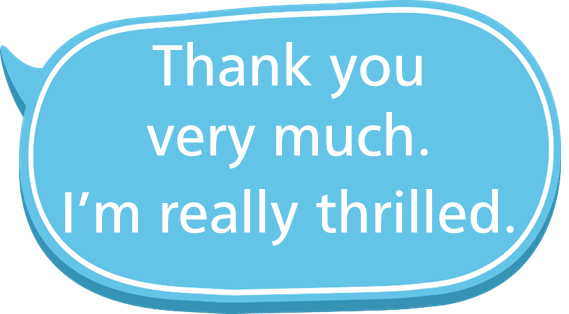 Thank you
very much.
I’m really thrilled.